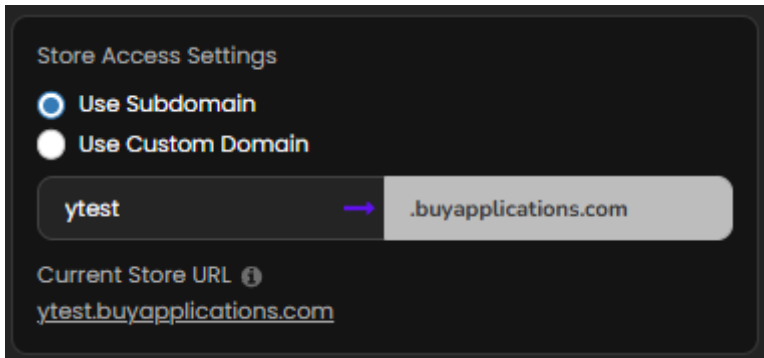 Store Access Settings
Use Subdomain
Use Custom Domain
ytest .buyapplications.com
Current Store URL
ytest.buyapplications.com